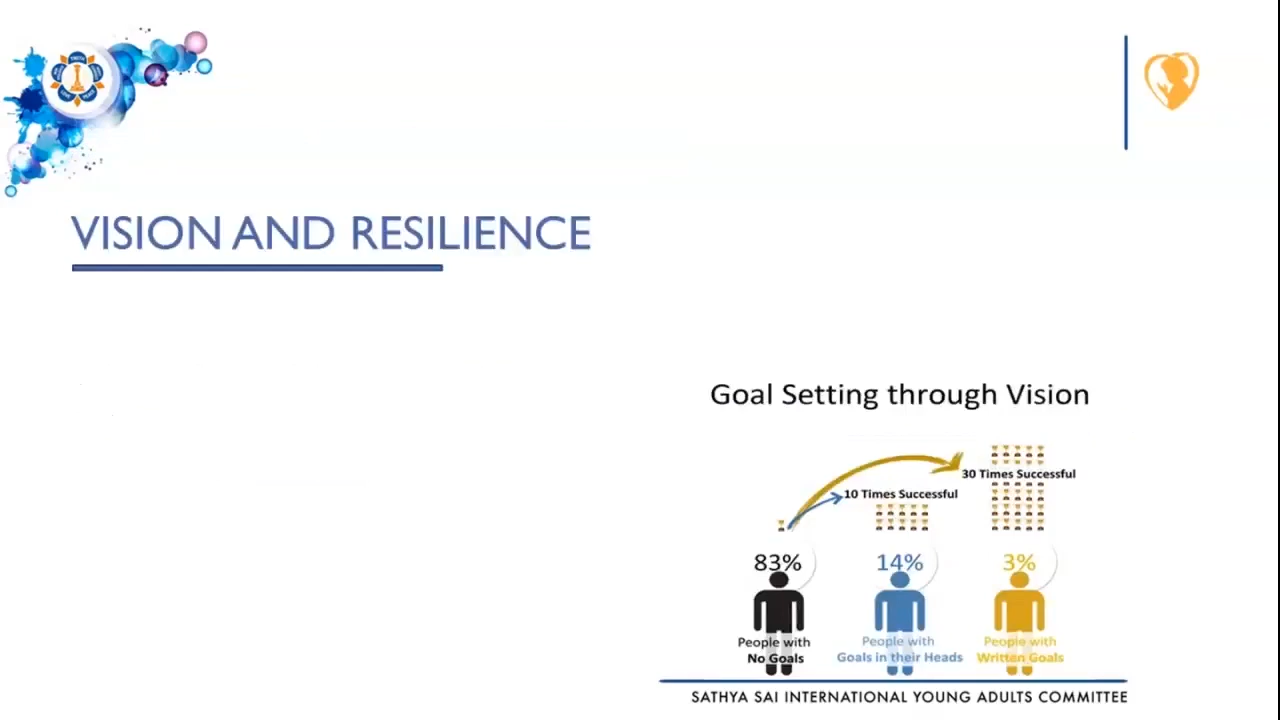 VISION AND RESILIENCE
Goal Setting through Vision
30 Times Successful
10 Times Successful
83%
14%
3%
People with
No Goals
People with
Goals in their Heads
People with
Written Goals
SATHYA SAI INTERNATIONAL YOUNG ADULTS COMMITTEE